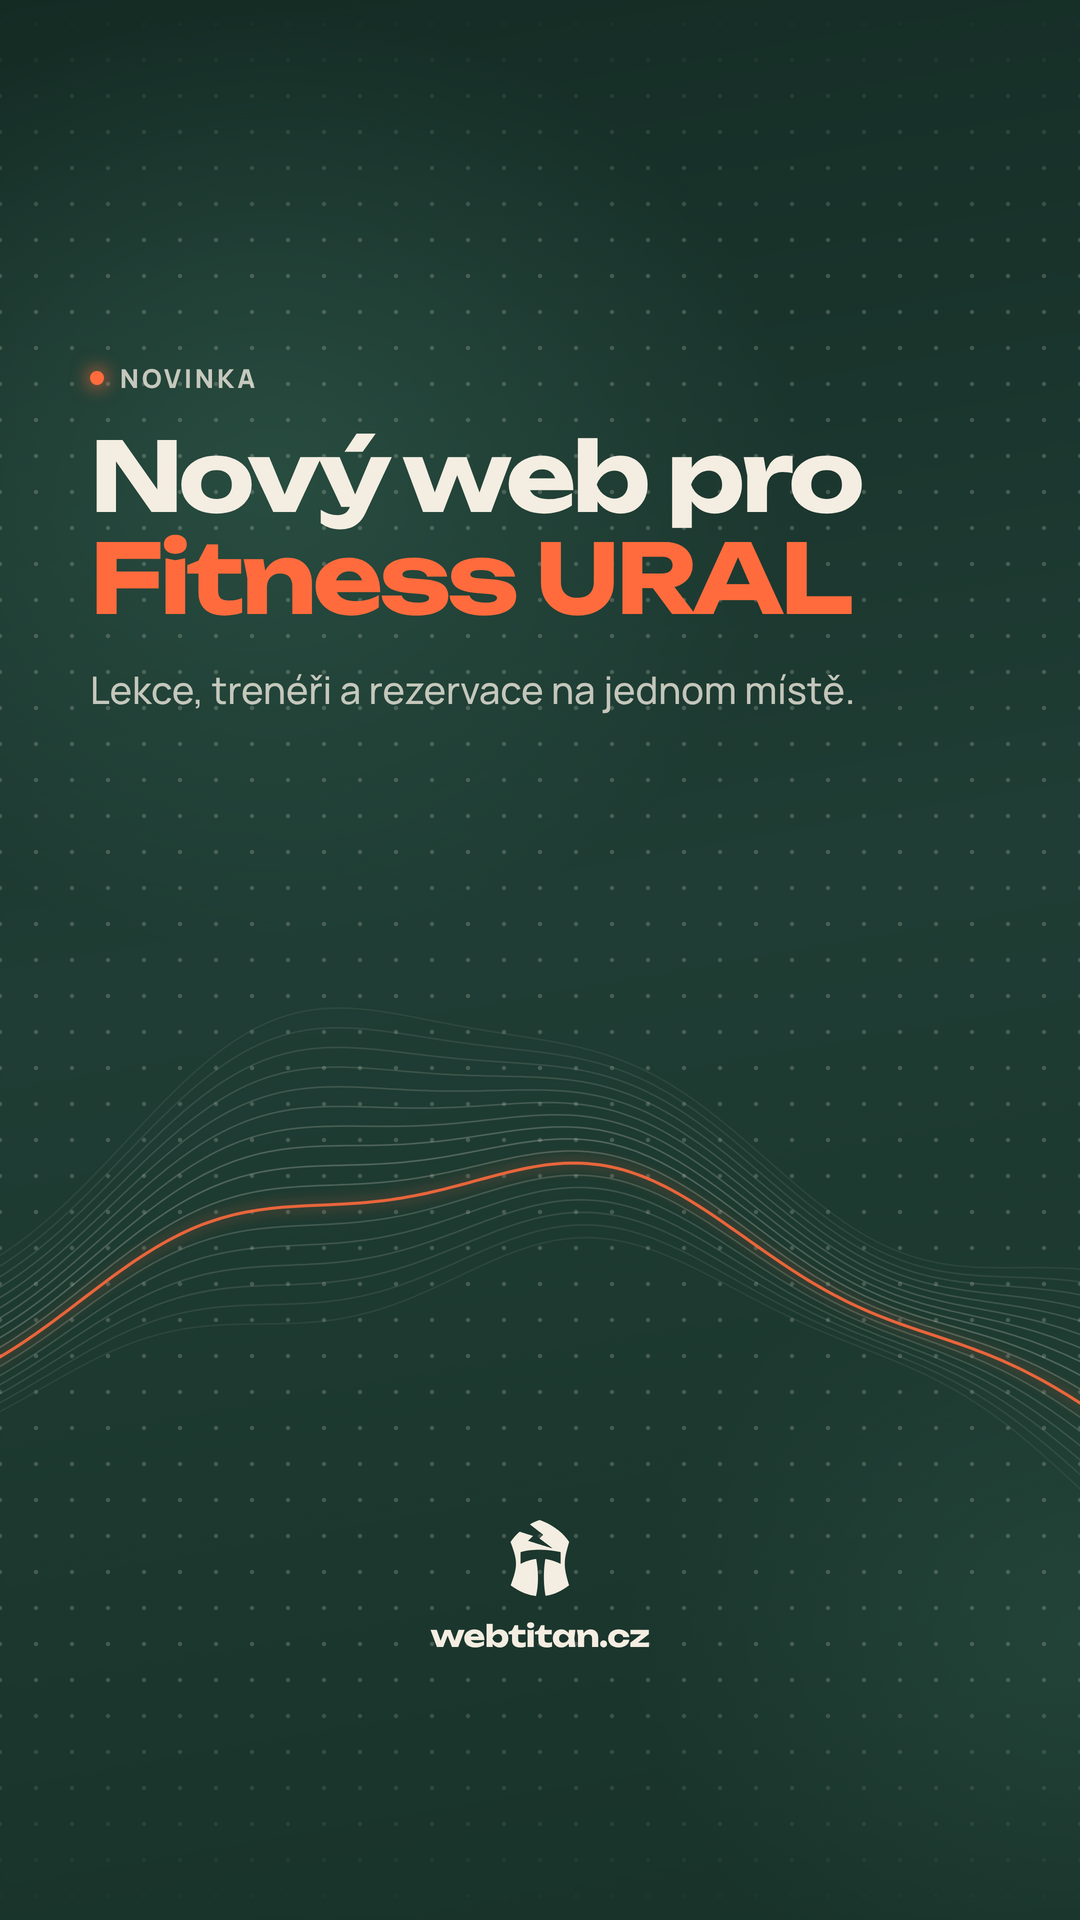 NOVINKA
Nový web pro
Fitness URAL
Lekce, trenéři a rezervace na jednom místě.
webtitan.cz